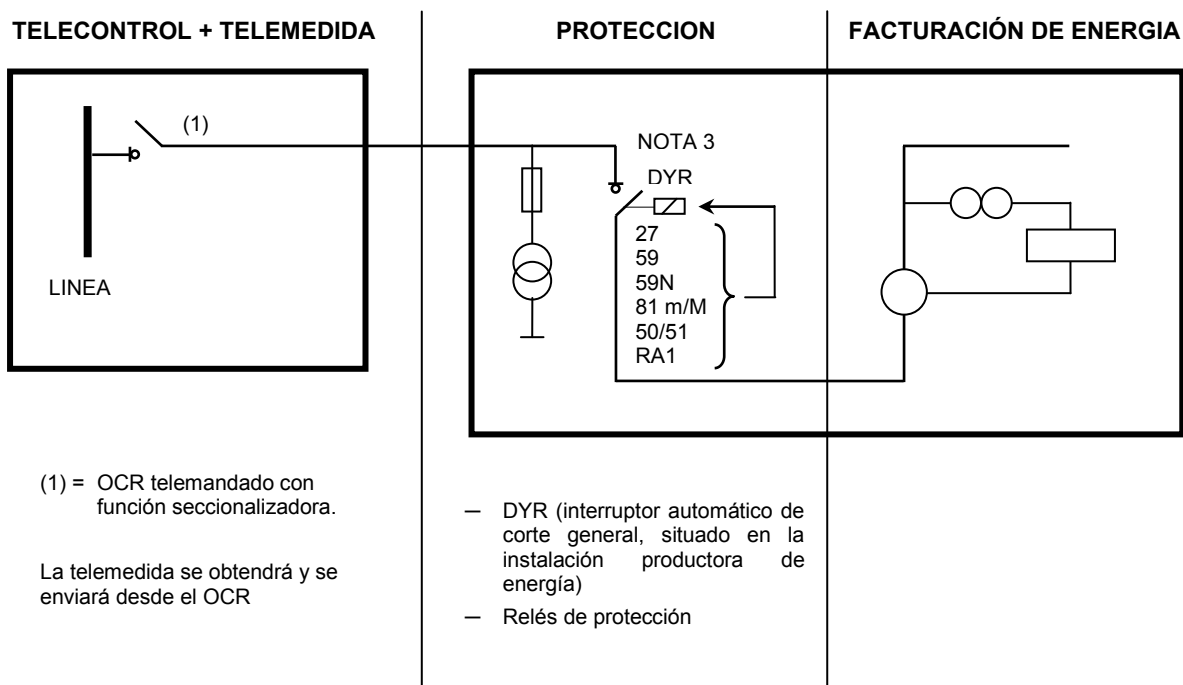 TELECONTROL + TELEMEDIDA
PROTECCION
FACTURACIÓN DE ENERGIA
(1)
LINEA
NOTA 3
DYR
27
59
59N
81 m/M
50/51
RA1
(1) = OCR telemandado con
función seccionalizadora.
La telemedida se obtendrá y se
enviará desde el OCR
─ DYR (interruptor automático de
corte general, situado en la
instalación productora de
energía)
─ Relés de protección